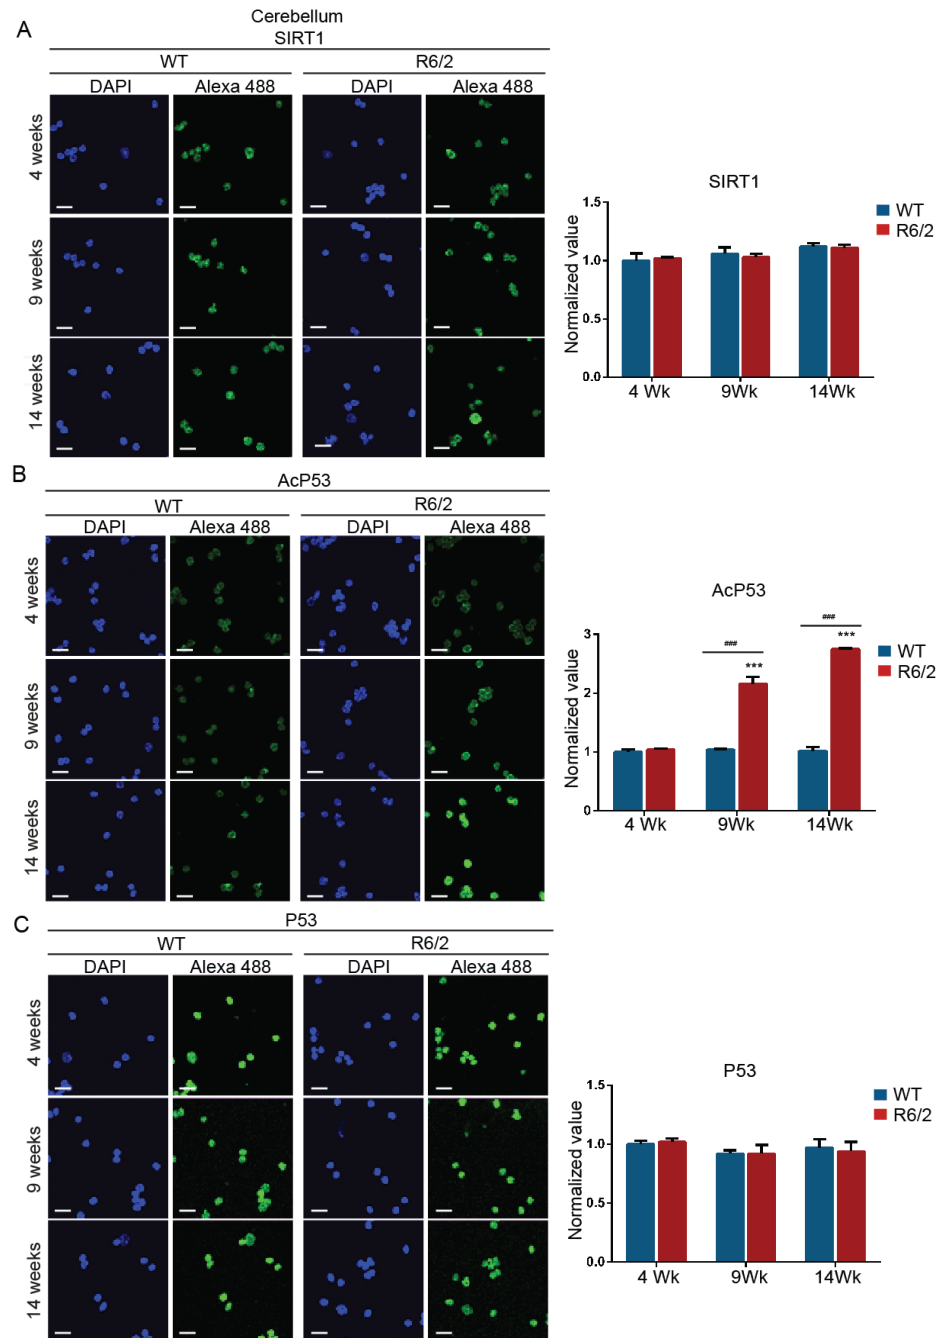 A
Cerebellum
SIRT1
WT
R6/2
DAPI
Alexa 488
DAPI
Alexa 488
4 weeks
9 weeks
14 weeks
SIRT1
Normalized value
1.5
1.0
0.5
0.0
4 Wk
9Wk
14Wk
WT
R6/2
B
AcP53
WT
R6/2
DAPI
Alexa 488
DAPI
Alexa 488
4 weeks
9 weeks
14 weeks
AcP53
Normalized value
3
2
1
0
###
***
###
***
4 Wk
9Wk
14Wk
WT
R6/2
C
P53
WT
R6/2
DAPI
Alexa 488
DAPI
Alexa 488
4 weeks
9 weeks
14 weeks
P53
Normalized value
1.5
1.0
0.5
0.0
4 Wk
9Wk
14Wk
WT
R6/2